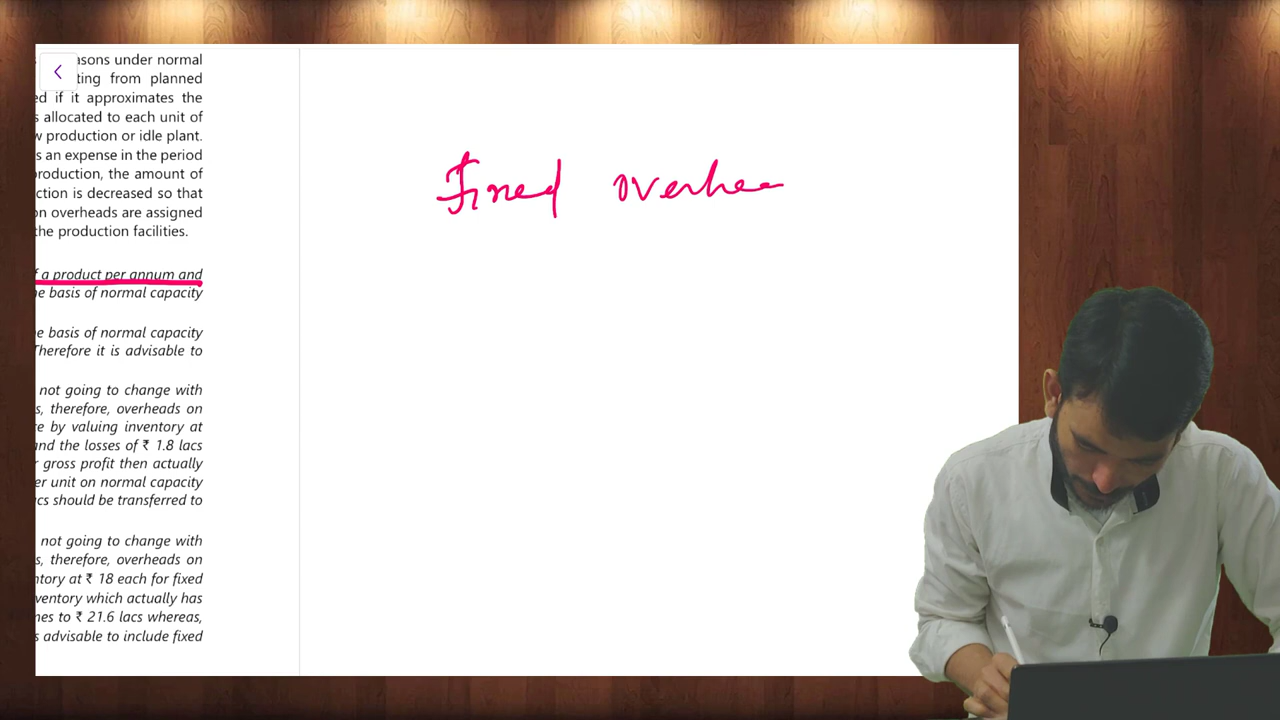 asons under normal
ting from planned
ed if it approximates the
s allocated to each unit of
w production or idle plant.
s an expense in the period
production, the amount of
ction is decreased so that
on overheads are assigned
the production facilities.
f a product per annum and
ne basis of normal capacity
e basis of normal capacity
Therefore it is advisable to
not going to change with
s, therefore, overheads on
ce by valuing inventory at
and the losses of ₹ 1.8 lacs
r gross profit then actually
er unit on normal capacity
cs should be transferred to
not going to change with
s, therefore, overheads on
ntory at ₹ 18 each for fixed
ventory which actually has
mes to ₹ 21.6 lacs whereas,
s advisable to include fixed
Fixed overhea